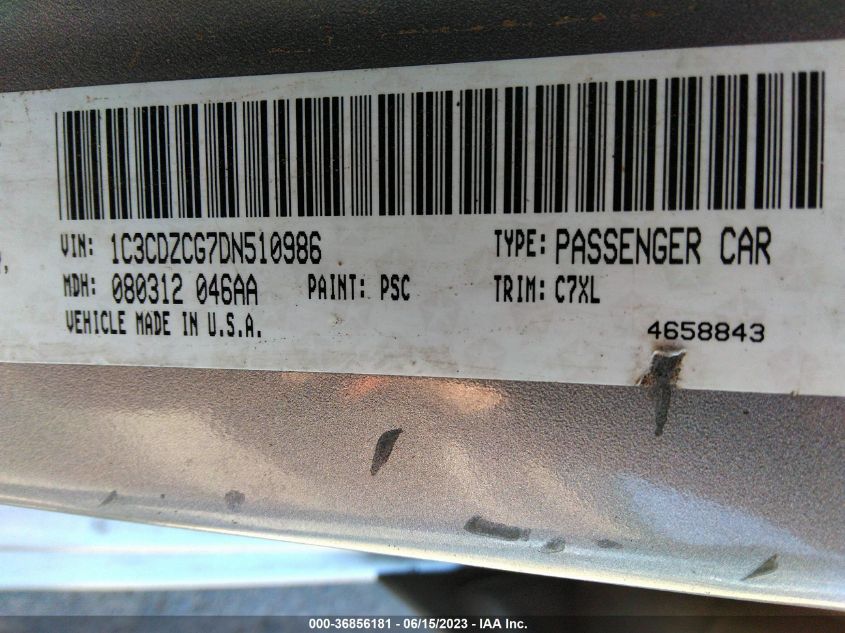 VIN: 1C3CDZCG7DN510986 TYPE: PASSENGER CAR
MDH: 080312 046AA PAINT: PSC TRIM: C7XL
VEHICLE MADE IN U.S.A. 4658843
000-36856181 - 06/15/2023 - IAA Inc.